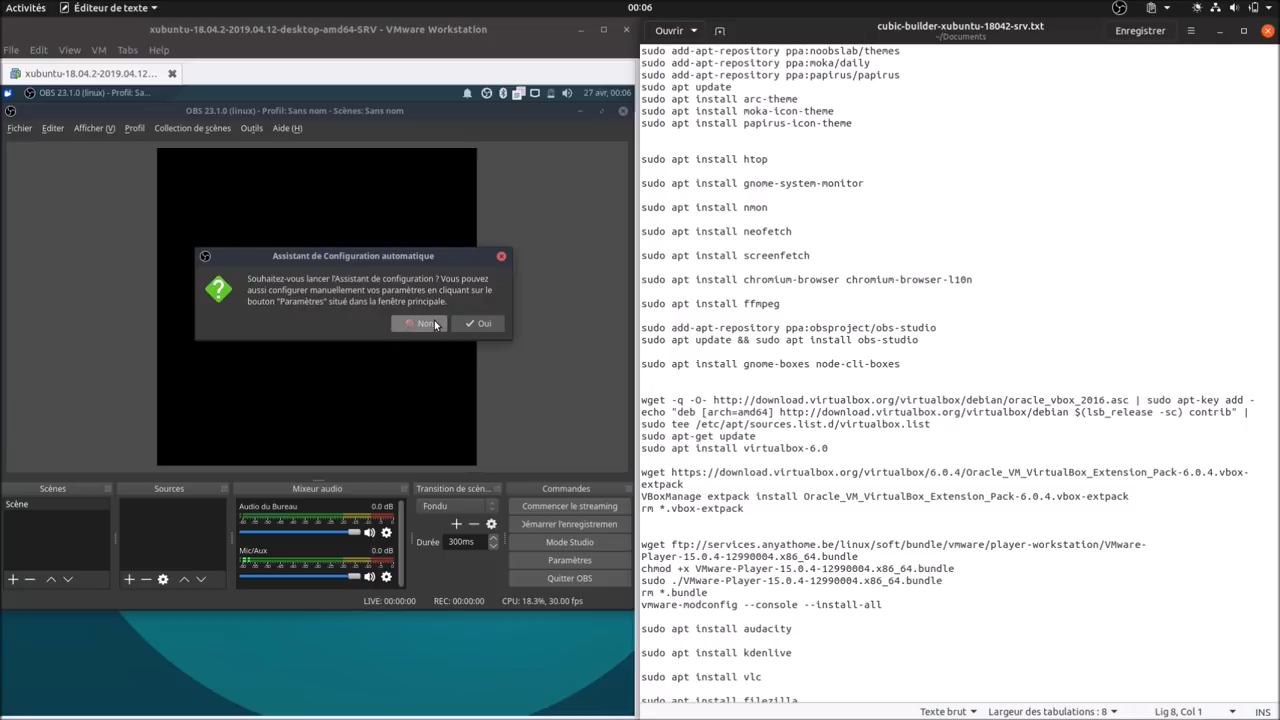 Activités
Éditeur de texte
00:06
xubuntu-18.04.2-2019.04.12-desktop-amd64-SRV - VMware Workstation
File Edit View VM Tabs Help
xubuntu-18.04.2-2019.04.12...
OBS 23.1.0 (linux) - Profil: Sa...
27 avr, 00:06
OBS 23.1.0 (linux) - Profil: Sans nom - Scènes: Sans nom
Fichier Editer Afficher (V) Profil Collection de scènes Outils Aide (H)
Assistant de Configuration automatique
Souhaitez-vous lancer l'Assistant de configuration ? Vous pouvez
aussi configurer manuellement vos paramètres en cliquant sur le
bouton "Paramètres" situé dans la fenêtre principale.
Non
Oui
Scènes
Sources
Mixeur audio
Transition de scèn...
Commandes
Scène
Audio du Bureau
0.0 dB
Mic/Aux
0.0 dB
Fondu
Durée
300ms
Commencer le streaming
Démarrer l'enregistremen
Mode Studio
Paramètres
Quitter OBS
LIVE: 00:00:00
REC: 00:00:00
CPU: 18.3%, 30.00 fps
Ouvrir
cubic-builder-xubuntu-18042-srv.txt
~/Documents
Enregistrer
sudo add-apt-repository ppa:noobslab/themes
sudo add-apt-repository ppa:moka/daily
sudo add-apt-repository ppa:papirus/papirus
sudo apt update
sudo apt install arc-theme
sudo apt install moka-icon-theme
sudo apt install papirus-icon-theme
sudo apt install htop
sudo apt install gnome-system-monitor
sudo apt install nmon
sudo apt install neofetch
sudo apt install screenfetch
sudo apt install chromium-browser chromium-browser-l10n
sudo apt install ffmpeg
sudo add-apt-repository ppa:obsproject/obs-studio
sudo apt update && sudo apt install obs-studio
sudo apt install gnome-boxes node-cli-boxes
wget -q -O- http://download.virtualbox.org/virtualbox/debian/oracle_vbox_2016.asc | sudo apt-key add -
echo "deb [arch=amd64] http://download.virtualbox.org/virtualbox/debian $(lsb_release -sc) contrib" |
sudo tee /etc/apt/sources.list.d/virtualbox.list
sudo apt-get update
sudo apt install virtualbox-6.0
wget https://download.virtualbox.org/virtualbox/6.0.4/Oracle_VM_VirtualBox_Extension_Pack-6.0.4.vbox-
extpack
VBoxManage extpack install Oracle_VM_VirtualBox_Extension_Pack-6.0.4.vbox-extpack
rm *.vbox-extpack
wget ftp://services.anyathome.be/linux/soft/bundle/vmware/player-workstation/VMware-
Player-15.0.4-12990004.x86_64.bundle
chmod +x VMware-Player-15.0.4-12990004.x86_64.bundle
sudo ./VMware-Player-15.0.4-12990004.x86_64.bundle
rm *.bundle
vmware-modconfig --console --install-all
sudo apt install audacity
sudo apt install kdenlive
sudo apt install vlc
sudo apt install filezilla
Texte brut
Largeur des tabulations : 8
Lig 8, Col 1
INS